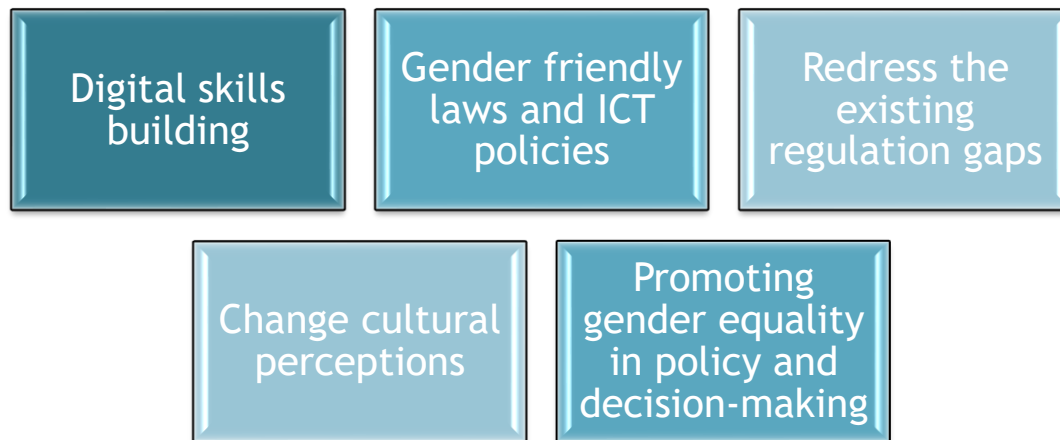 Digital skills
building
Gender friendly
laws and ICT
policies
Redress the
existing
regulation gaps
Change cultural
perceptions
Promoting
gender equality
in policy and
decision-making